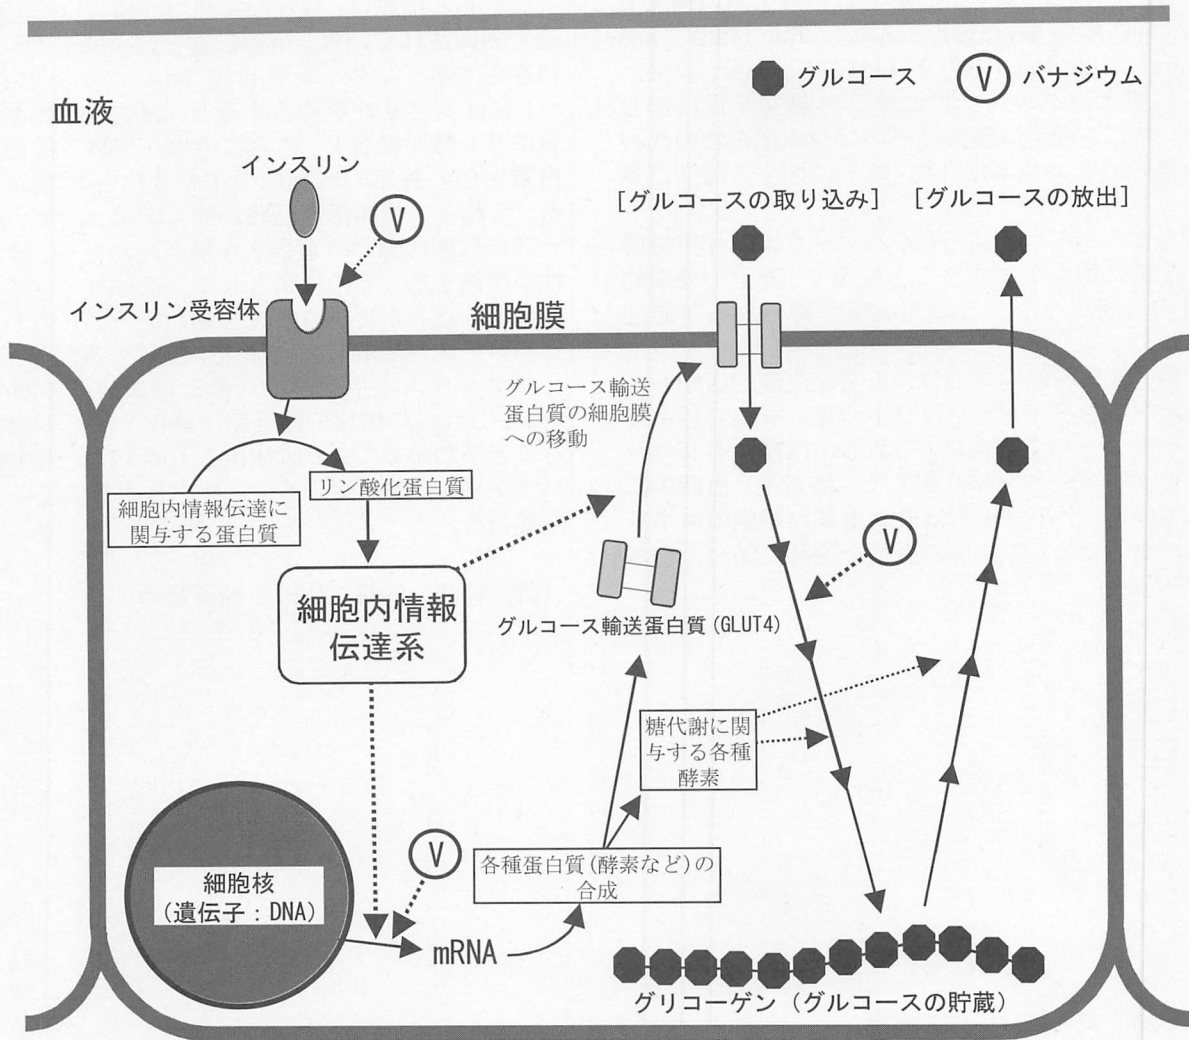 グルコース
V
バナジウム
血液
インスリン
V
[グルコースの取り込み]
[グルコースの放出]
インスリン受容体
細胞膜
グルコース輸送
蛋白質の細胞膜
への移動
リン酸化蛋白質
細胞内情報伝達に
関与する蛋白質
V
細胞内情報
伝達系
グルコース輸送蛋白質(GLUT4)
糖代謝に関
与する各種
酵素
V
各種蛋白質(酵素など)の
合成
細胞核
(遺伝子:DNA)
mRNA
グリコーゲン(グルコースの貯蔵)